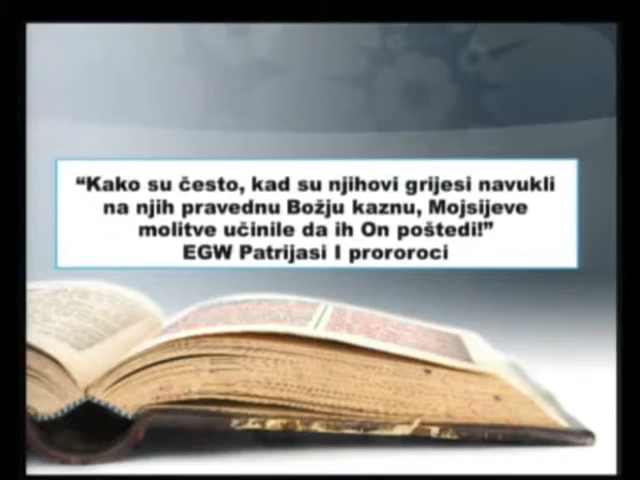 “Kako su često, kad su njihovi grijesi navukli
na njih pravednu Božju kaznu, Mojsijeve
molitve učinile da ih On poštedi!”
EGW Patrijasi I prororoci